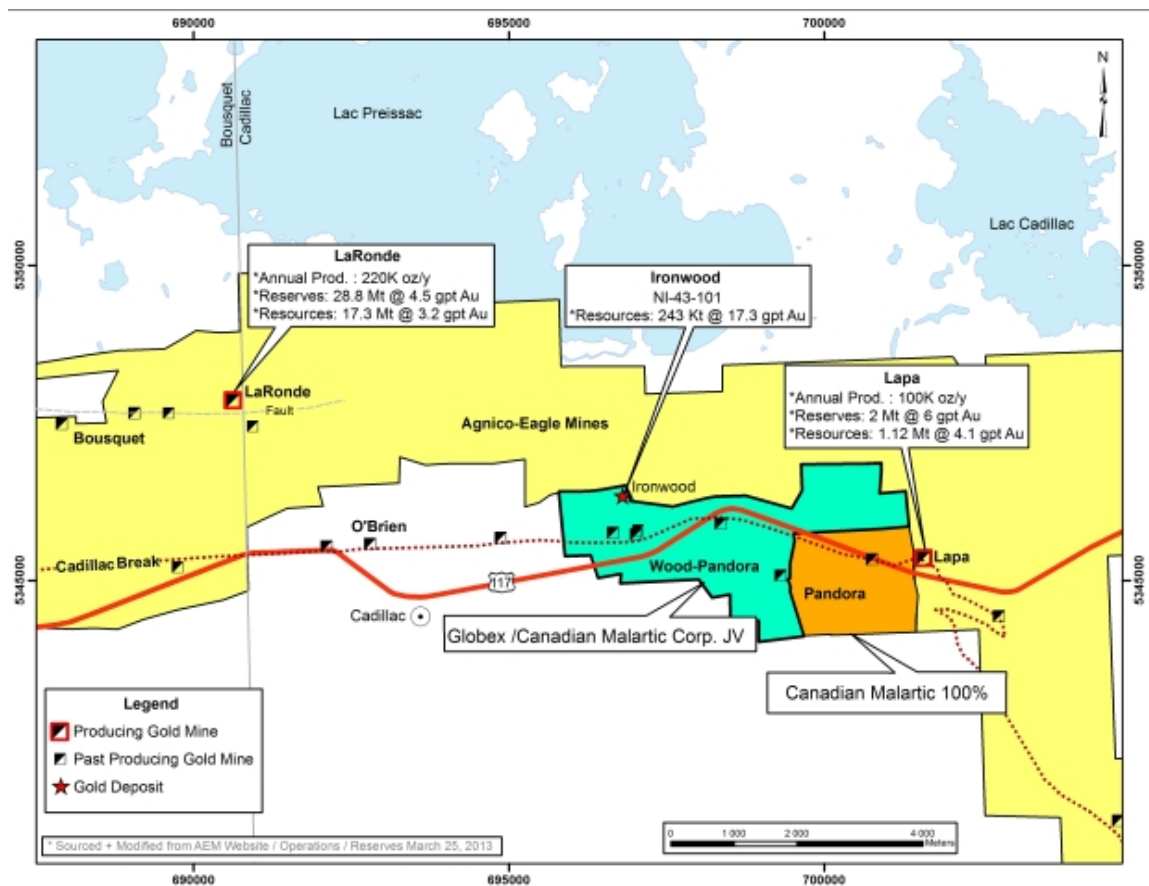 690000
695000
700000
N
Bousquet
Cadillac
Lac Preissac
Lac Cadillac
5350000
5350000
LaRonde
*Annual Prod. : 220K oz/y
*Reserves: 28.8 Mt @ 4.5 gpt Au
*Resources: 17.3 Mt @ 3.2 gpt Au
Ironwood
NI-43-101
*Resources: 243 Kt @ 17.3 gpt Au
Lapa
*Annual Prod. : 100K oz/y
*Reserves: 2 Mt @ 6 gpt Au
*Resources: 1.12 Mt @ 4.1 gpt Au
LaRonde
Fault
Bousquet
Agnico-Eagle Mines
Ironwood
O'Brien
Cadillac Break
Lapa
Wood-Pandora
Pandora
117
5345000
5345000
Cadillac
Globex /Canadian Malartic Corp. JV
Canadian Malartic 100%
Legend
Producing Gold Mine
Past Producing Gold Mine
Gold Deposit
* Sourced + Modified from AEM Website / Operations / Reserves March 25, 2013
0 1 000 2 000 4 000
Meters
690000
695000
700000